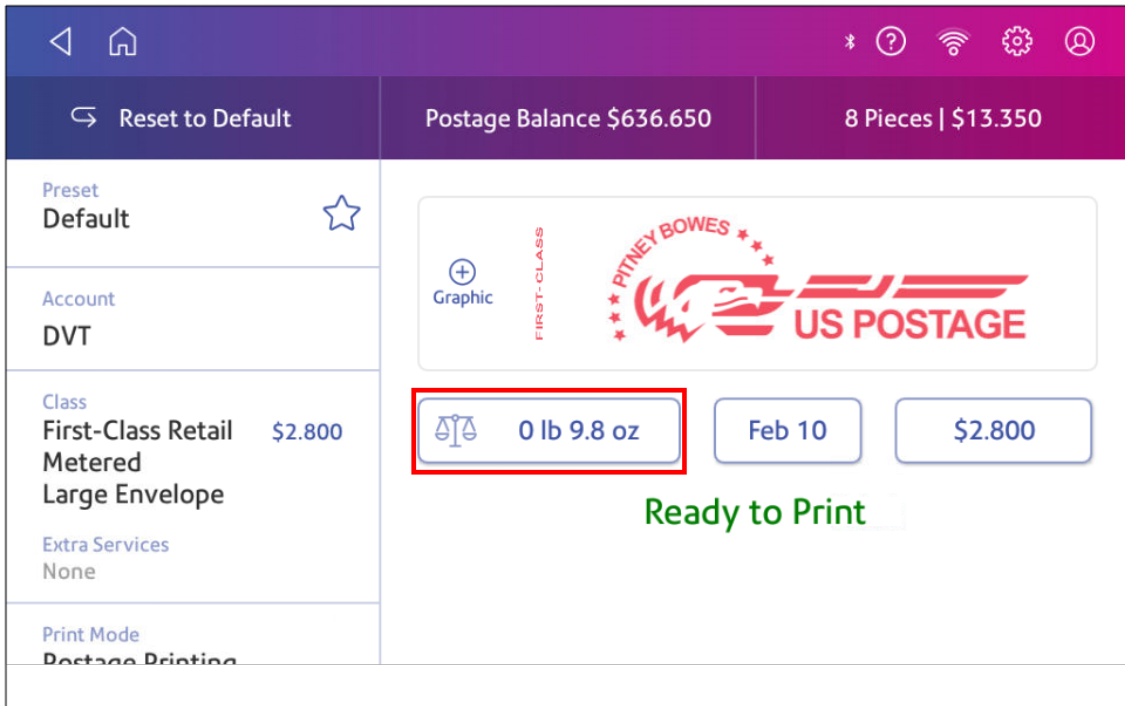 Reset to Default
Postage Balance $636.650
8 Pieces | $13.350
Preset
Default
Account
DVT
Class
First-Class Retail $2.800
Metered
Large Envelope
Extra Services
None
Print Mode
Postage Printing
Graphic
FIRST-CLASS
PITNEY BOWES
US POSTAGE
0 lb 9.8 oz
Feb 10
$2.800
Ready to Print